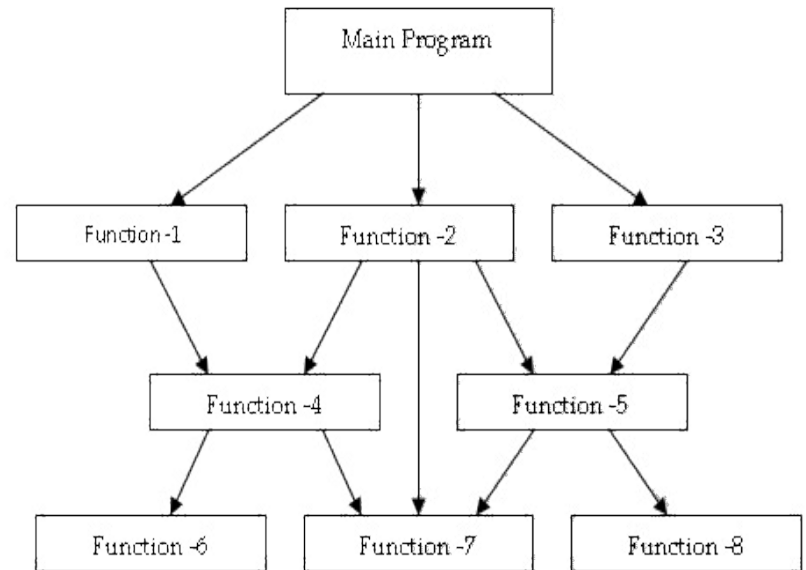 Main Program
Function -1
Function -2
Function -3
Function -4
Function -5
Function -6
Function -7
Function -8